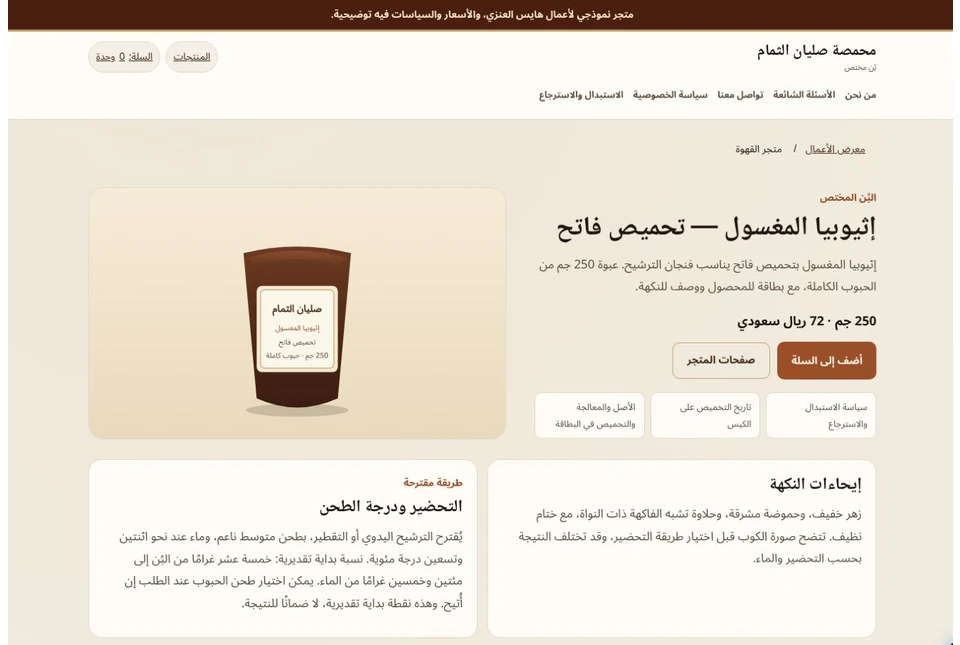 متجر نموذجي لأعمال هايس العنزي، والأسعار والسياسات فيه توضيحية.
محمصة صليان الثمام
بُن مختص
المنتجات
السلة: 0 وحدة
من نحن
الأسئلة الشائعة
تواصل معنا
سياسة الخصوصية
الاستبدال والاسترجاع
معرض الأعمال / متجر القهوة
البُن المختص
إثيوبيا المغسول — تحميص فاتح
إثيوبيا المغسول بتحميص فاتح يناسب فنجان الترشيح. عبوة 250 جم من
الحبوب الكاملة، مع بطاقة للمحصول ووصف للنكهة.
250 جم · 72 ريال سعودي
أضف إلى السلة
صفحات المتجر
سياسة الاستبدال
والاسترجاع
تاريخ التحميص على
الكيس
الأصل والمعالجة
والتحميص في البطاقة
صليان الثمام
إثيوبيا المغسول
تحميص فاتح
250 جم · حبوب كاملة
إيحاءات النكهة
زهر خفيف، وحموضة مشرقة، وحلاوة تشبه الفاكهة ذات النواة، مع ختام
نظيف. تتضح صورة الكوب قبل اختيار طريقة التحضير، وقد تختلف النتيجة
بحسب التحضير والماء.
طريقة مقترحة
التحضير ودرجة الطحن
يُقترح الترشيح اليدوي أو التقطير، بطحن متوسط ناعم، وماء عند نحو اثنتين
وتسعين درجة مئوية. نسبة بداية تقديرية: خمسة عشر غرامًا من البُن إلى
مئتين وخمسين غرامًا من الماء. يمكن اختيار طحن الحبوب عند الطلب إن
أُتيح. وهذه نقطة بداية تقديرية، لا ضمانًا للنتيجة.